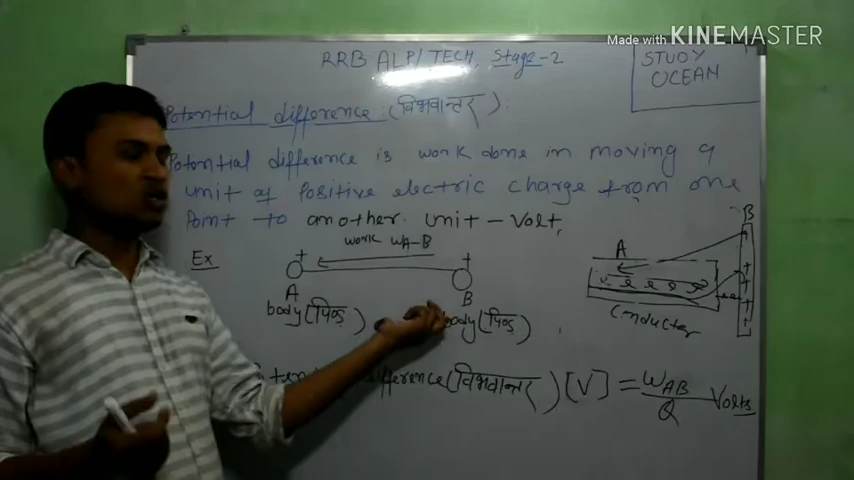 Made with KINEMASTER
RRB ALP/TECH, Stage-2
STUDY
OCEAN
Potential difference: (विभवान्तर).
Potential difference is work done in moving a
unit of Positive electric charge from one
Point to another. unit - Volt,
Ex
work WA-B
+ +
A B
body (पिण्ड) body (पिण्ड)
A B
+
+
+
+
Conductor
difference (विभवान्तर) [V] = WAB/Q Volts